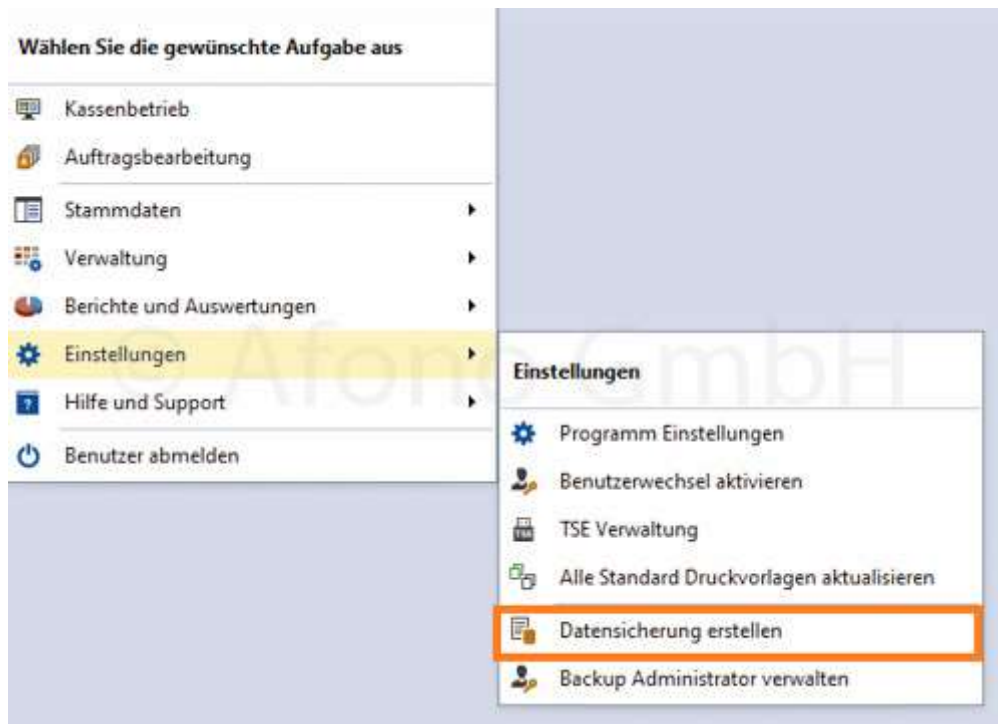 Wählen Sie die gewünschte Aufgabe aus
Kassenbetrieb
Auftragsbearbeitung
Stammdaten
Verwaltung
Berichte und Auswertungen
Einstellungen
Hilfe und Support
Benutzer abmelden
© Afono GmbH
Einstellungen
Programm Einstellungen
Benutzerwechsel aktivieren
TSE
TSE Verwaltung
Alle Standard Druckvorlagen aktualisieren
Datensicherung erstellen
Backup Administrator verwalten